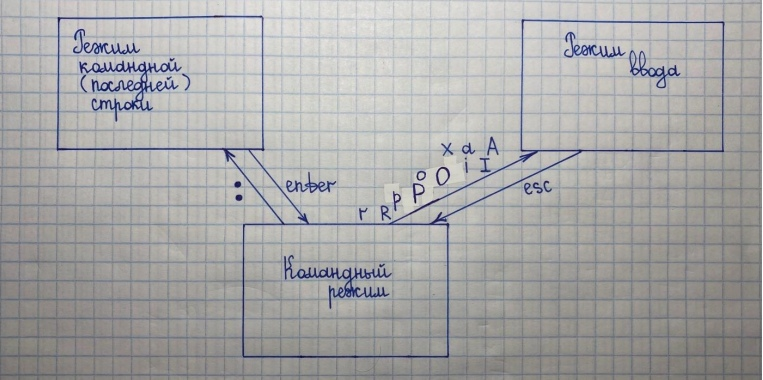 Режим
командной
(последней)
строки
Режим
ввода
:
enter
r R p P o O i I x d A
esc
Командный
режим